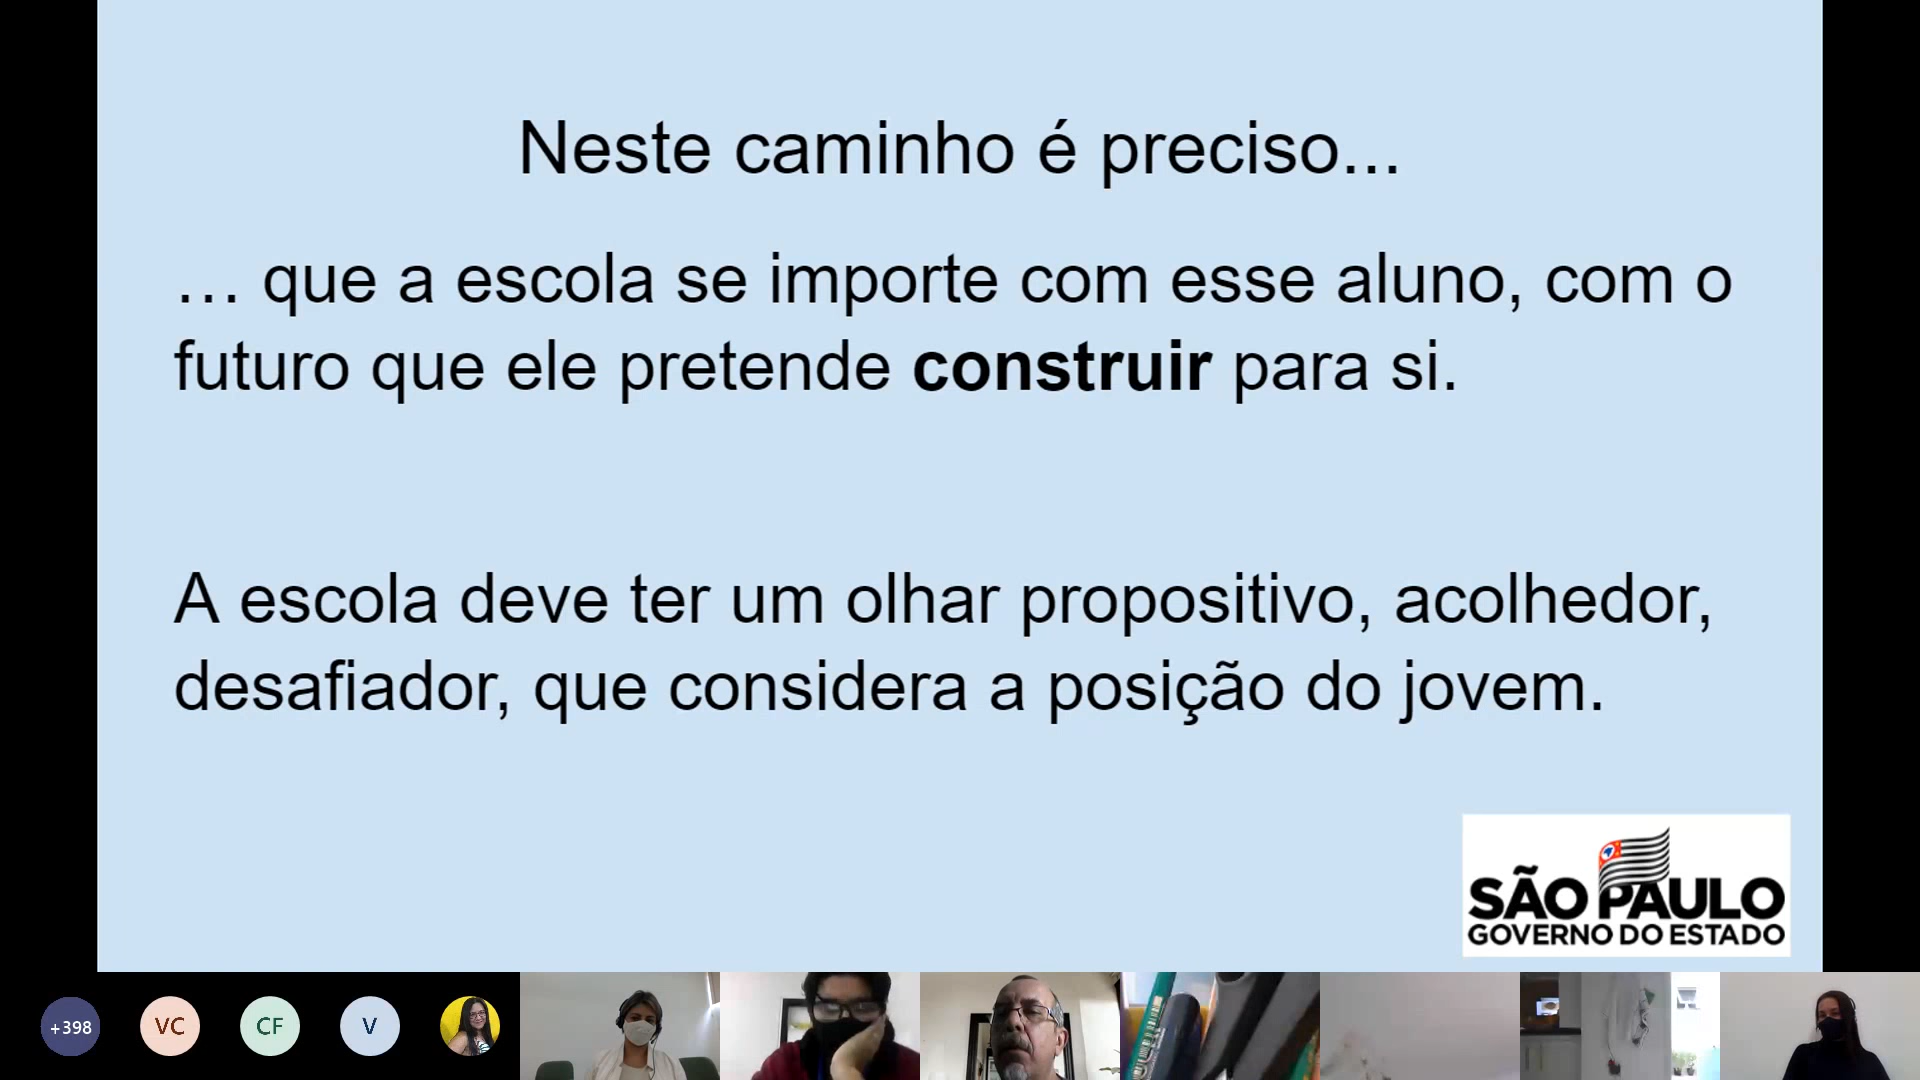 Neste caminho é preciso...
... que a escola se importe com esse aluno, com o
futuro que ele pretende construir para si.
A escola deve ter um olhar propositivo, acolhedor,
desafiador, que considera a posição do jovem.
SÃO PAULO
GOVERNO DO ESTADO
+398
VC
CF
V